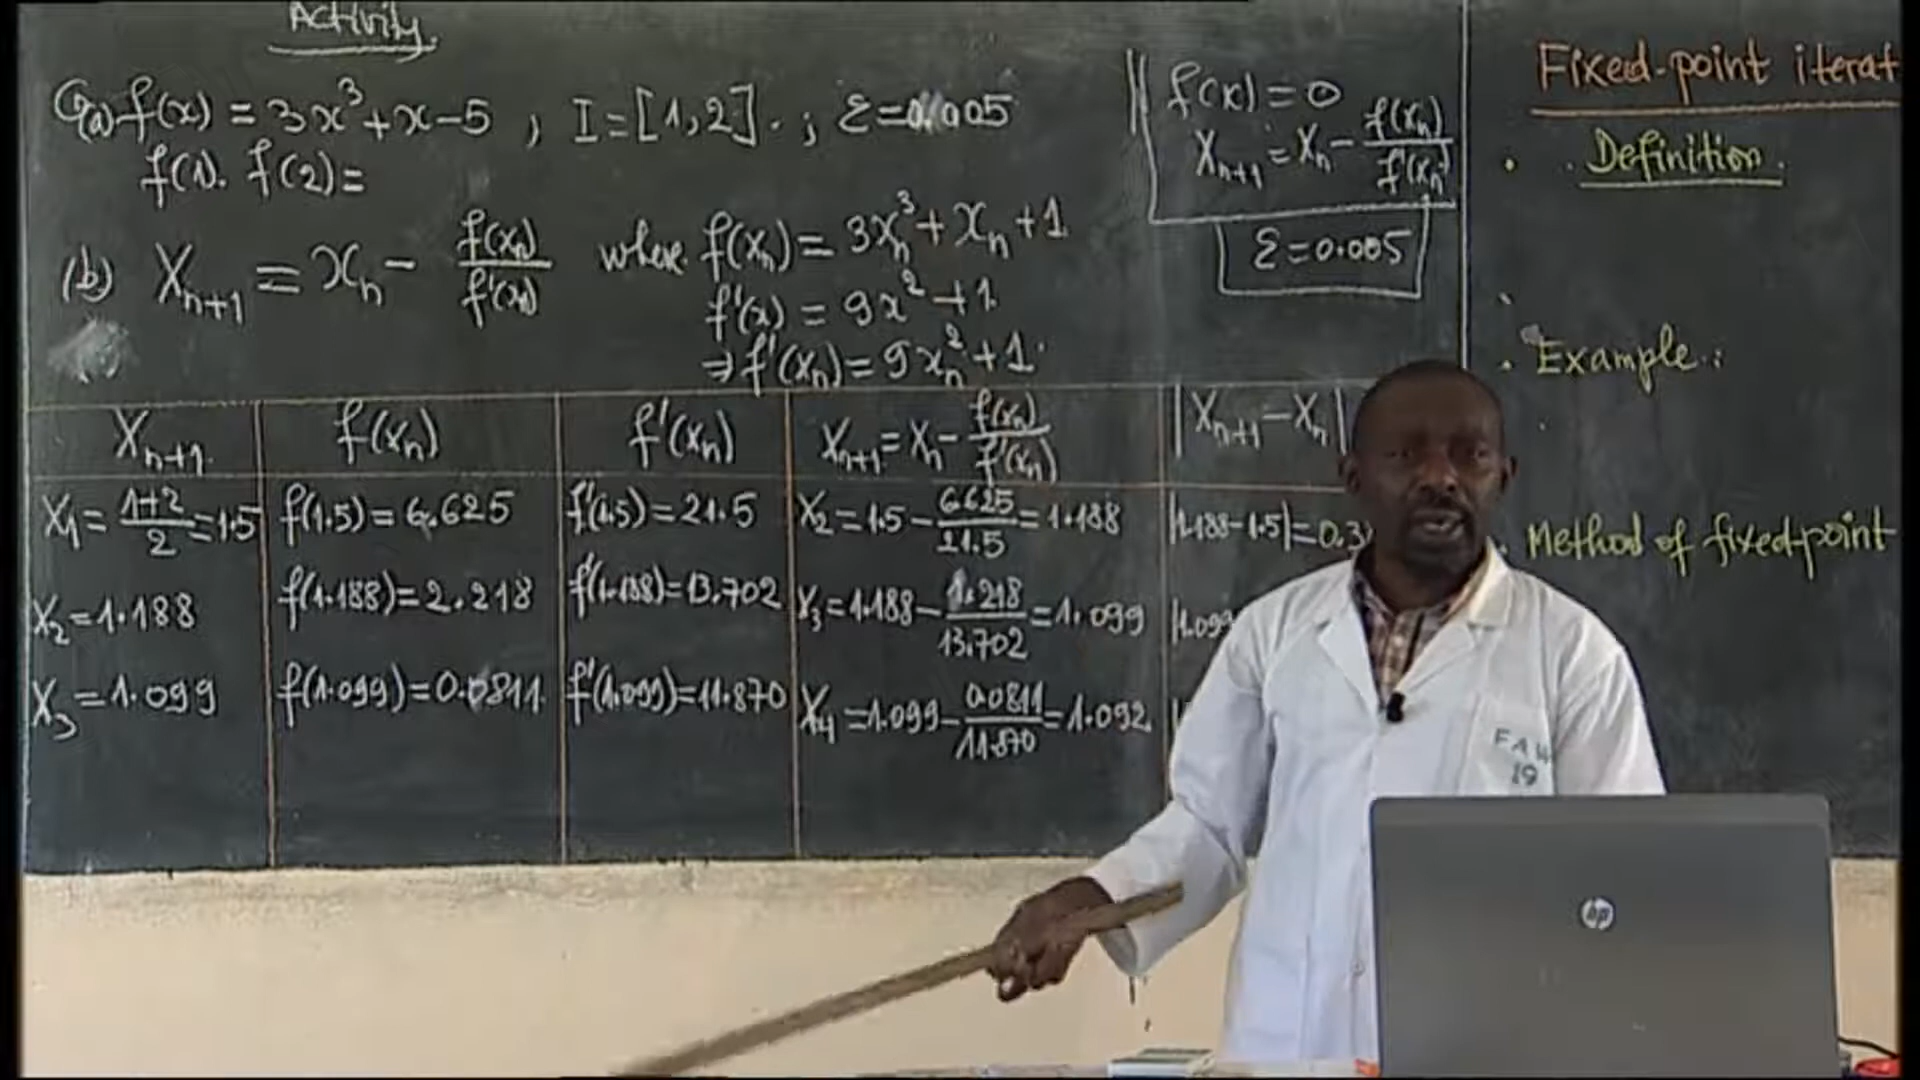 Activity.
Q(a) f(x) = 3x³+x-5 , I=[1,2]. ; ε=0.005
f(1). f(2)=
(b) Xn+1 = xn - f(xn)/f'(xn) where f(xn) = 3xn³ + xn + 1
f'(x) = 9x² + 1
⇒ f'(xn) = 9xn² + 1.
f(x) = 0
Xn+1 = Xn - f(xn)/f'(xn)
ε = 0.005
Xn+1 f(xn) f'(xn) Xn+1 = Xn - f(xn)/f'(xn) |Xn+1 - Xn|
X1 = 1+2/2 = 1.5 f(1.5) = 6.625 f'(1.5) = 21.5 X2 = 1.5 - 6.625/21.5 = 1.188 |1.188-1.5| = 0.3
X2 = 1.188 f(1.188) = 2.218 f'(1.188) = 13.702 X3 = 1.188 - 1.218/13.702 = 1.099 |1.099
X3 = 1.099 f(1.099) = 0.0811 f'(1.099) = 11.870 X4 = 1.099 - 0.0811/11.870 = 1.092
Fixed-point iterat
Definition.
Example:
Method of fixed point
FAW
19
hp